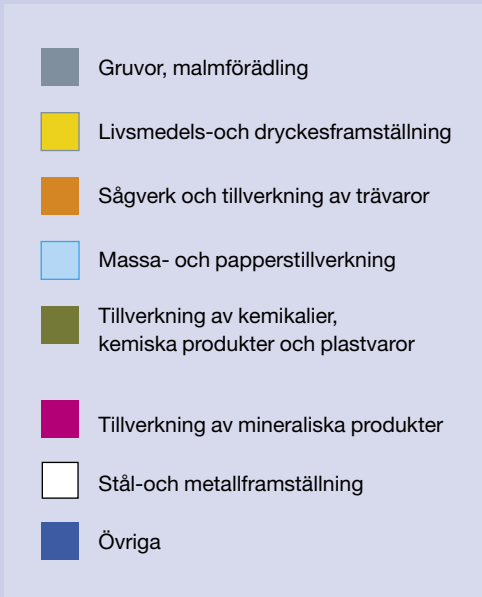 Gruvor, malmförädling
Livsmedels-och dryckesframställning
Sågverk och tillverkning av trävaror
Massa- och papperstillverkning
Tillverkning av kemikalier,
kemiska produkter och plastvaror
Tillverkning av mineraliska produkter
Stål-och metallframställning
Övriga